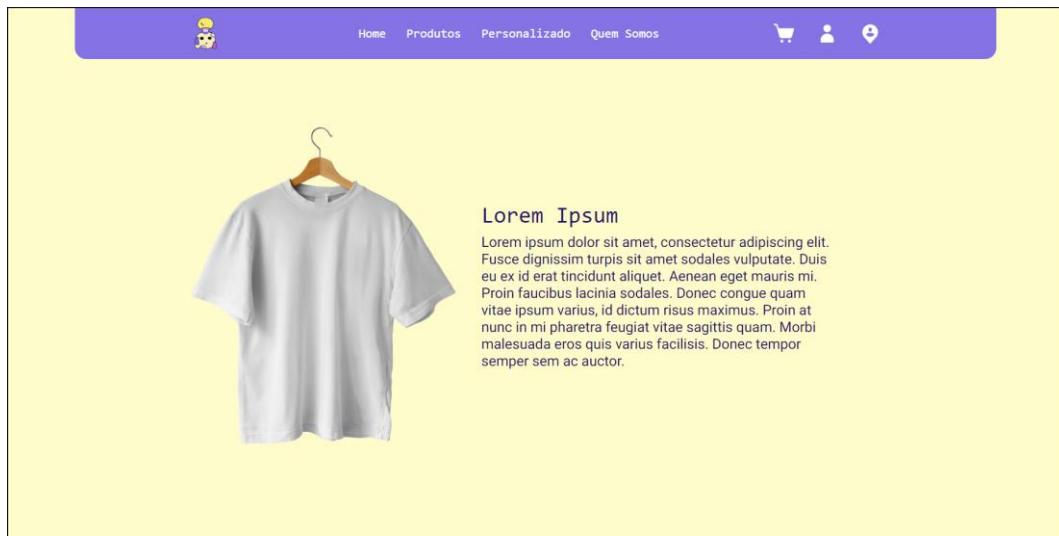 Home Produtos Personalizado Quem Somos
Lorem Ipsum
Lorem ipsum dolor sit amet, consectetur adipiscing elit.
Fusce dignissim turpis sit amet sodales vulputate. Duis
eu ex id erat tincidunt aliquet. Aenean eget mauris mi.
Proin faucibus lacinia sodales. Donec congue quam
vitae ipsum varius, id dictum risus maximus. Proin at
nunc in mi pharetra feugiat vitae sagittis quam. Morbi
malesuada eros quis varius facilisis. Donec tempor
semper sem ac auctor.